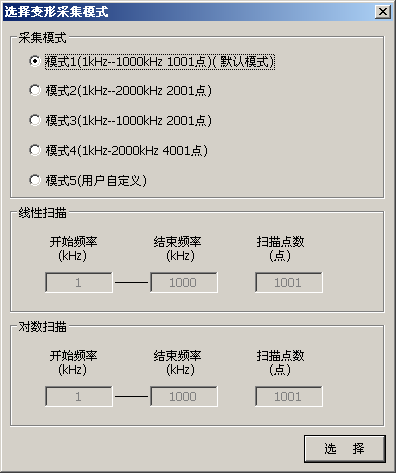 选择变形采集模式
采集模式
模式1(1kHz--1000kHz 1001点)( 默认模式)
模式2(1kHz--2000kHz 2001点)
模式3(1kHz--1000kHz 2001点)
模式4(1kHz-2000kHz 4001点)
模式5(用户自定义)
线性扫描
开始频率 结束频率 扫描点数
(kHz) (kHz) (点)
1 1000 1001
对数扫描
开始频率 结束频率 扫描点数
(kHz) (kHz) (点)
1 1000 1001
选 择